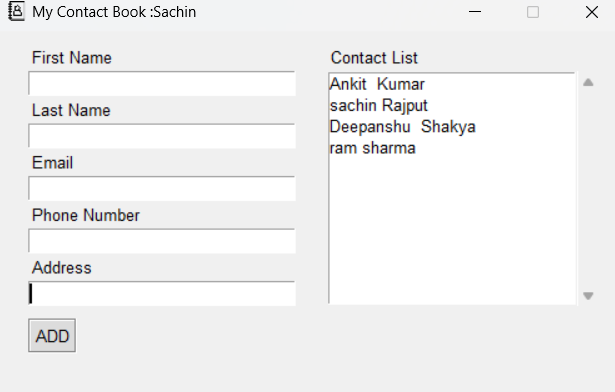 My Contact Book :Sachin
First Name
Last Name
Email
Phone Number
Address
ADD
Contact List
Ankit  Kumar
sachin Rajput
Deepanshu  Shakya
ram sharma